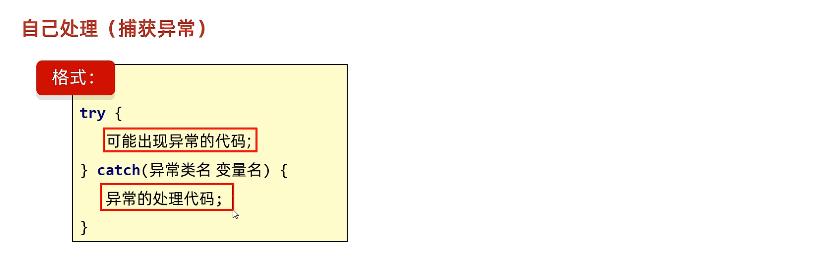 自己处理（捕获异常）
格式：
try {
可能出现异常的代码;
} catch(异常类名 变量名) {
异常的处理代码;
}